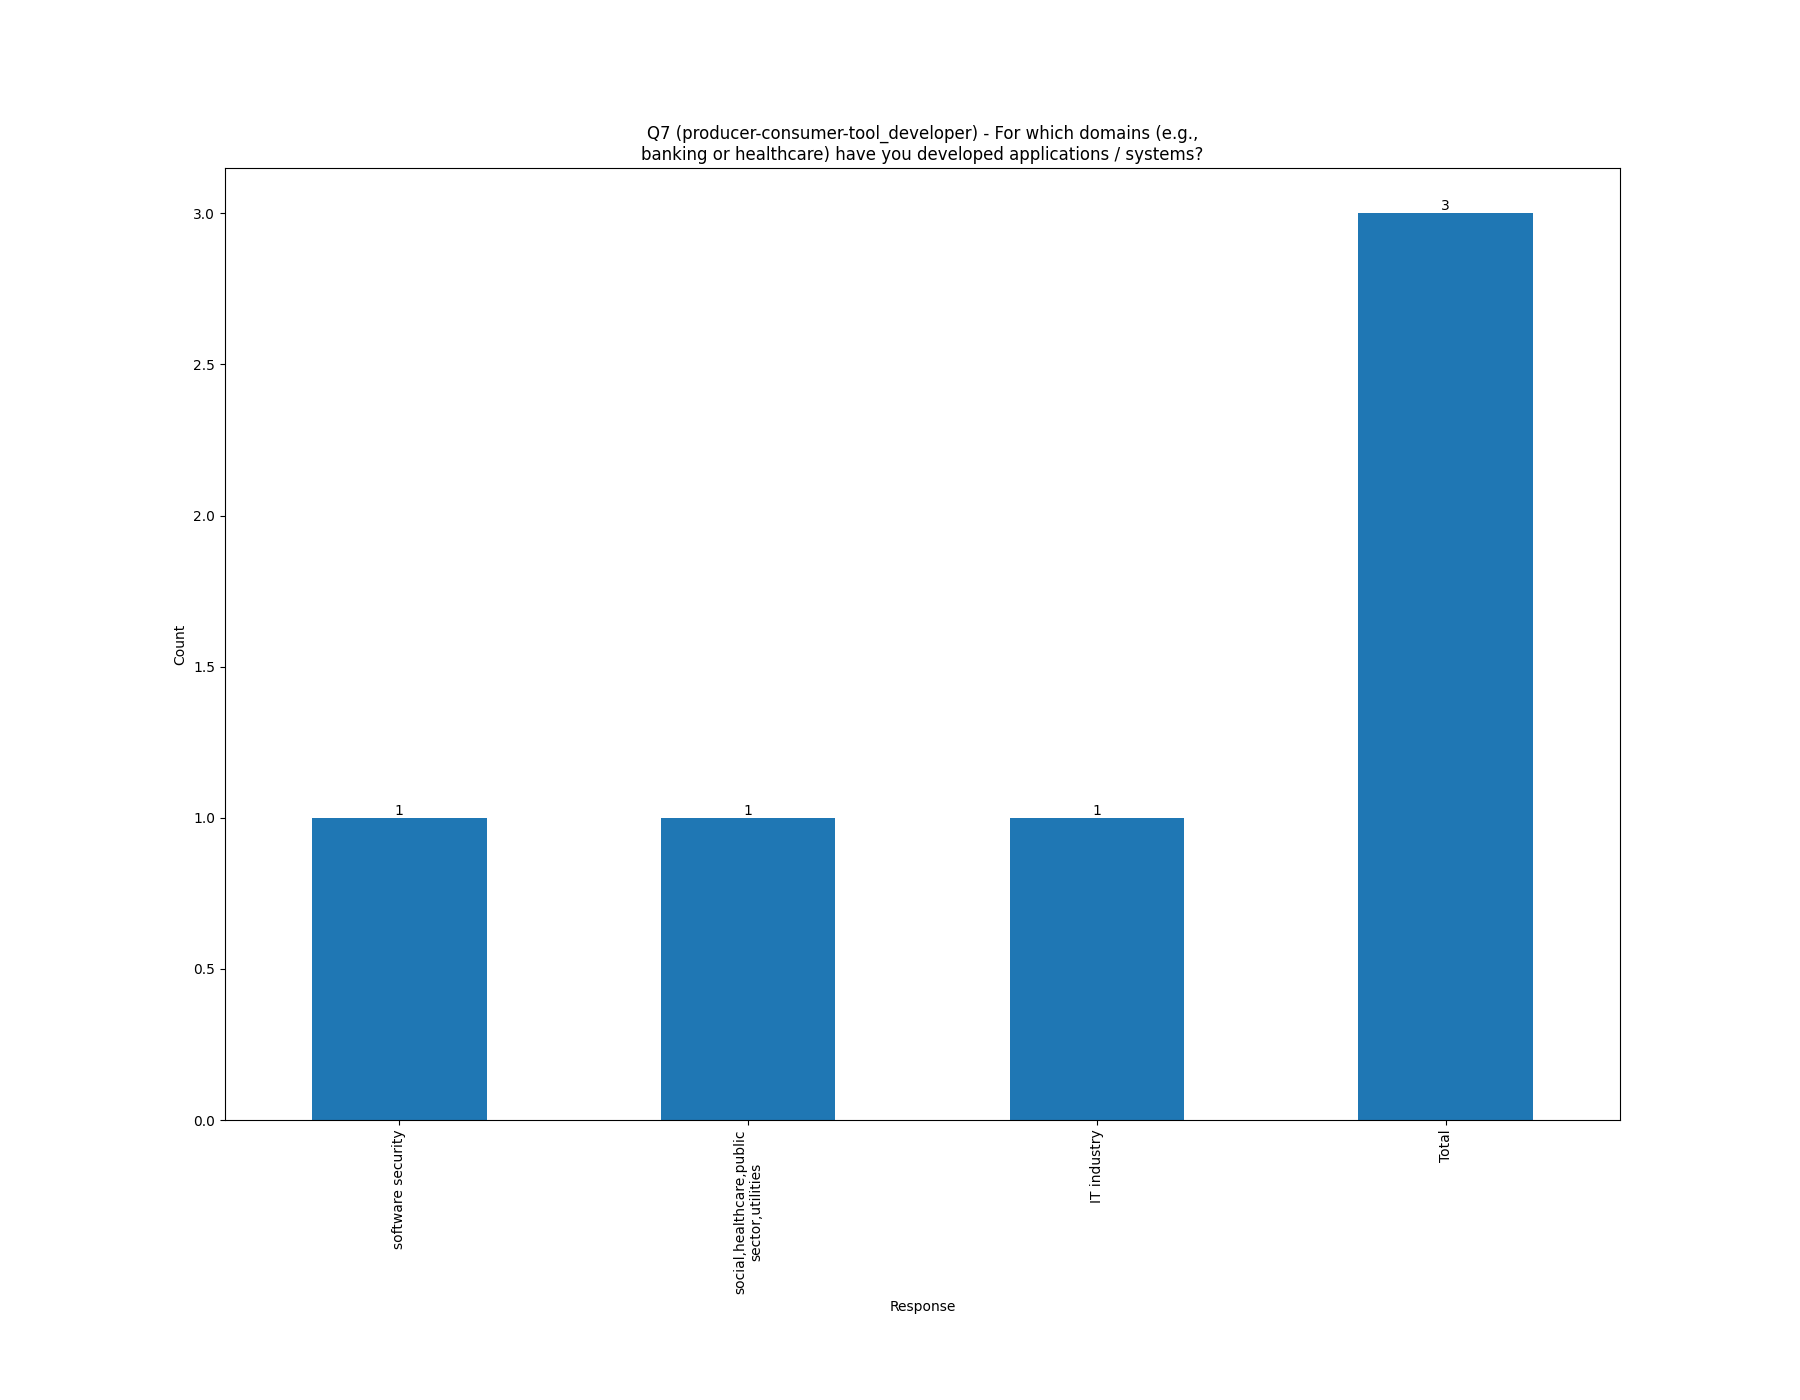 Q7 (producer-consumer-tool_developer) - For which domains (e.g.,
banking or healthcare) have you developed applications / systems?
3.0
2.5
2.0
1.5
1.0
0.5
0.0
Count
1
1
1
3
software security
social,healthcare,public
sector,utilities
IT industry
Total
Response